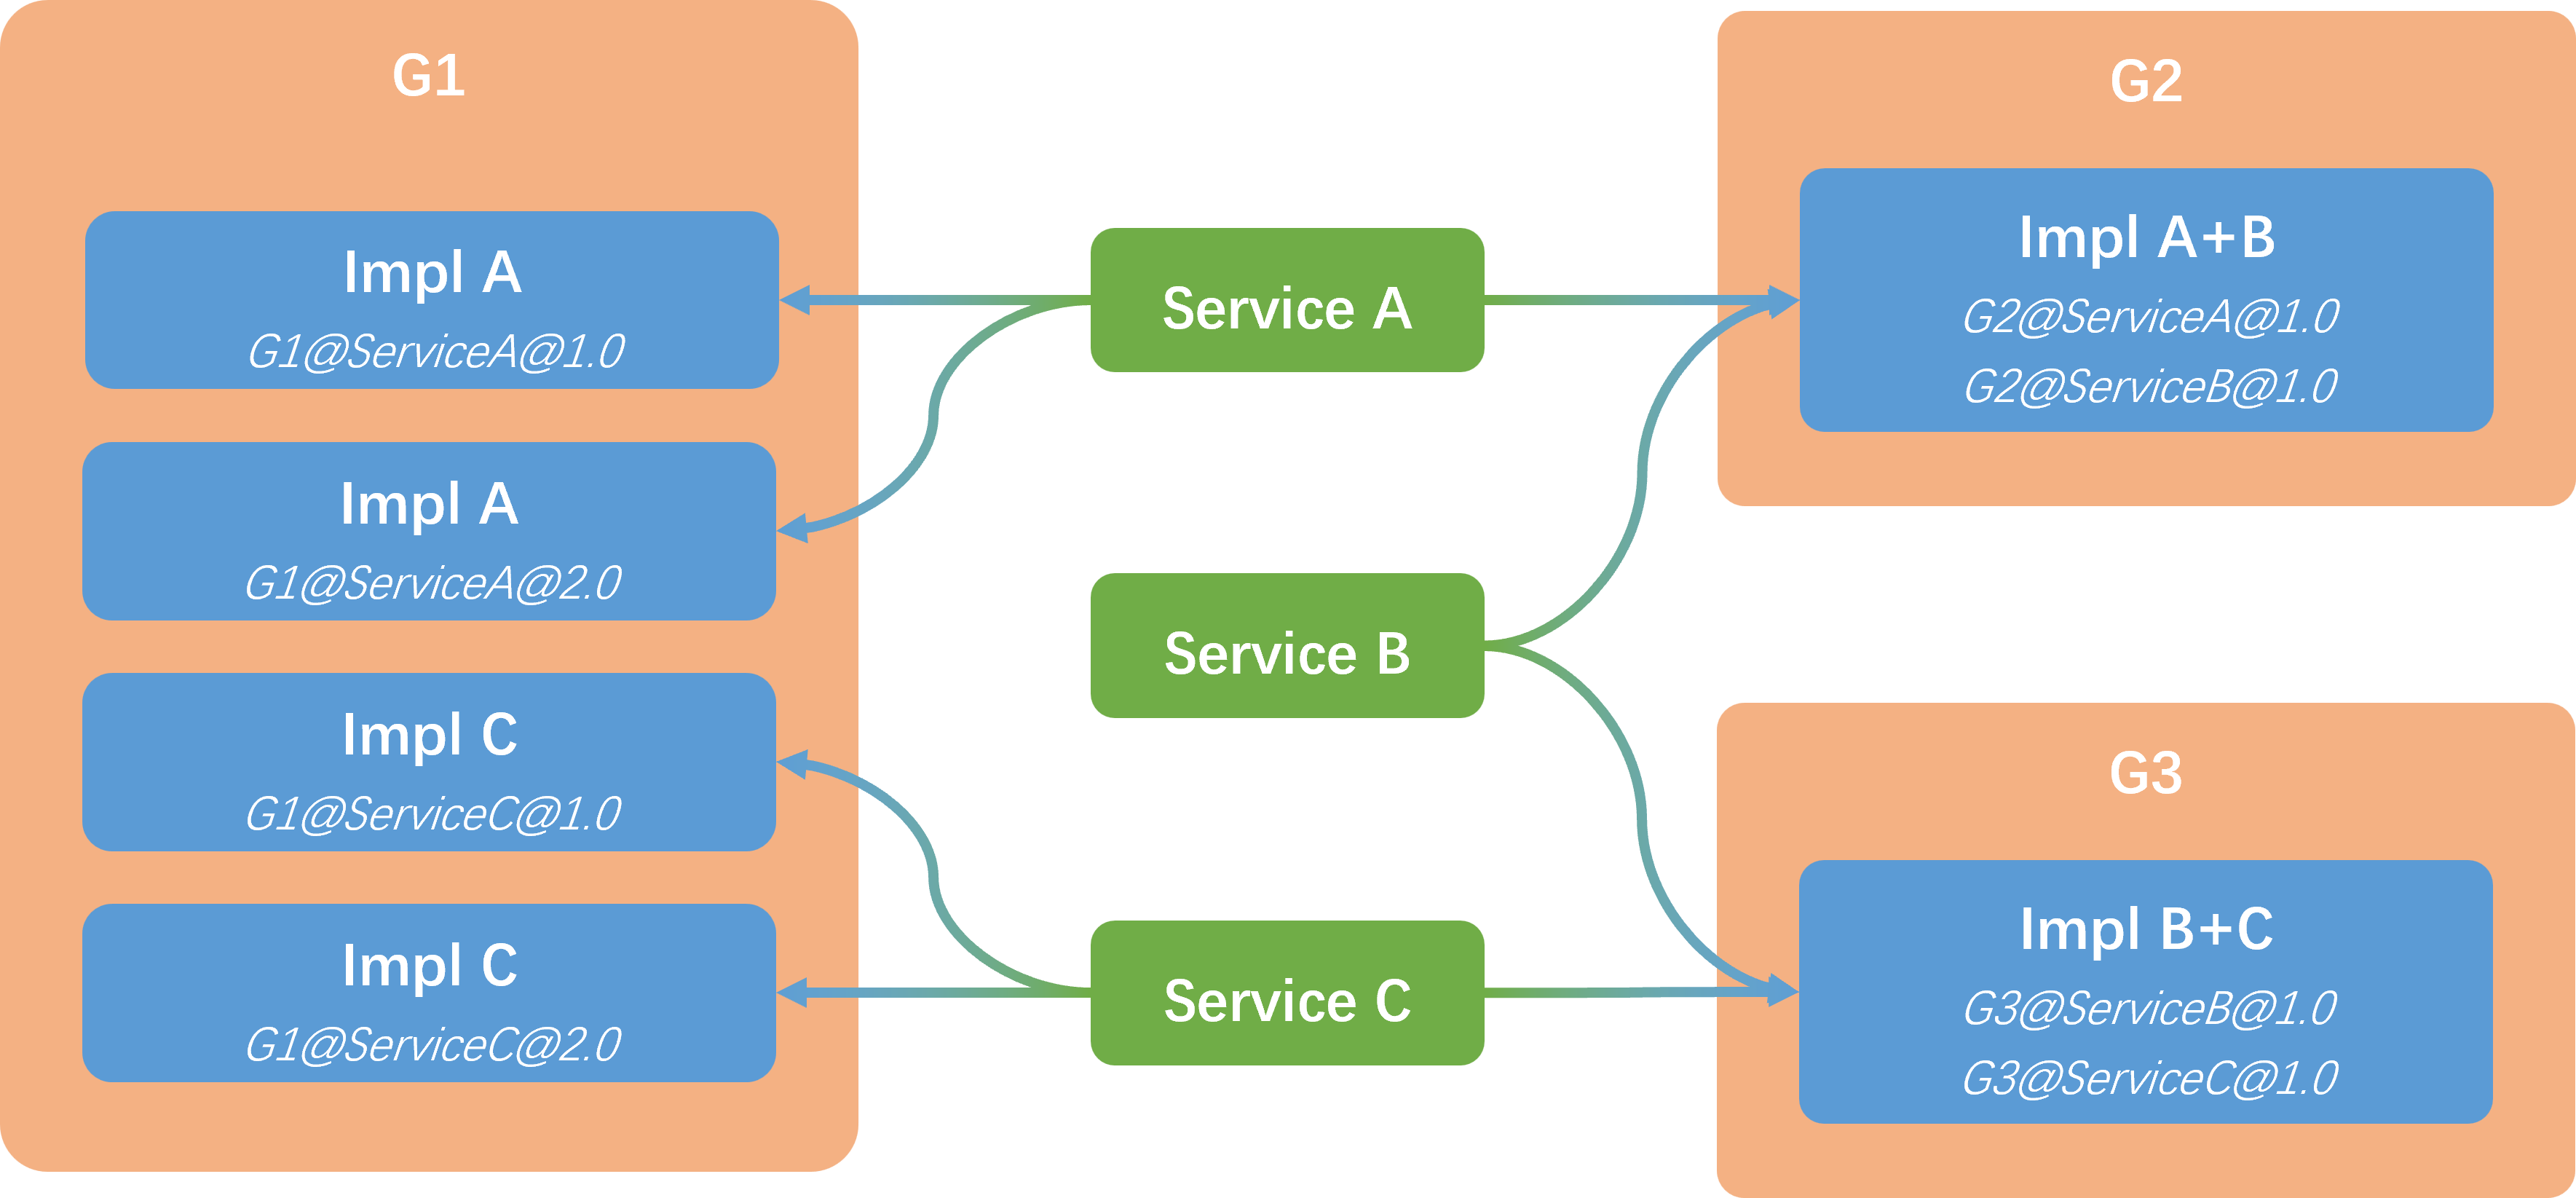 G1
Impl A
G1@ServiceA@1.0
Impl A
G1@ServiceA@2.0
Impl C
G1@ServiceC@1.0
Impl C
G1@ServiceC@2.0
Service A
Service B
Service C
G2
Impl A+B
G2@ServiceA@1.0
G2@ServiceB@1.0
G3
Impl B+C
G3@ServiceB@1.0
G3@ServiceC@1.0